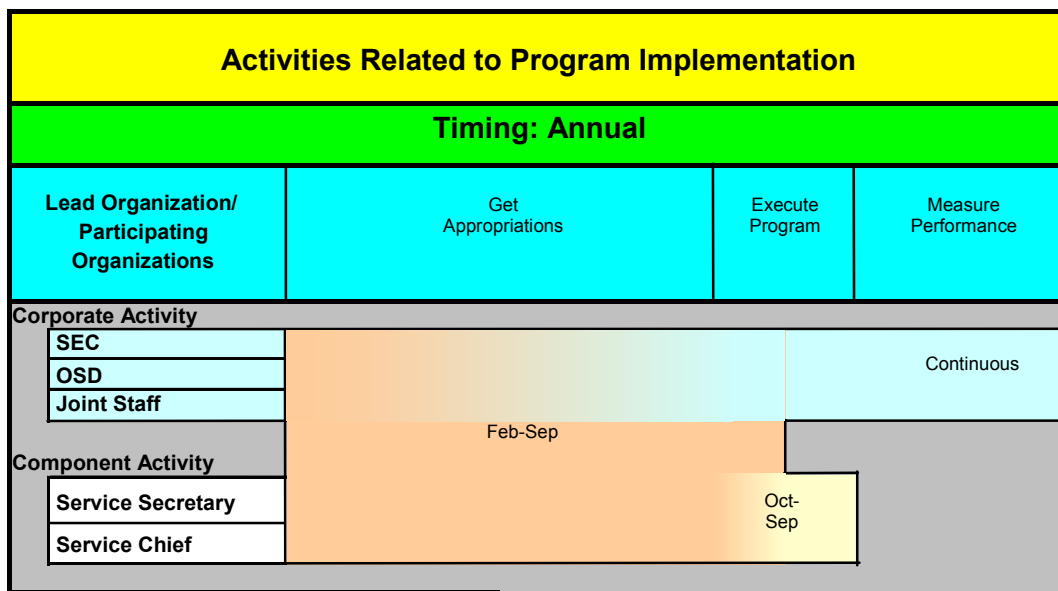 Activities Related to Program Implementation
Timing: Annual
Lead Organization/
Participating
Organizations
Get
Appropriations
Execute
Program
Measure
Performance
Corporate Activity
SEC
OSD
Joint Staff
Continuous
Feb-Sep
Component Activity
Service Secretary
Service Chief
Oct-
Sep